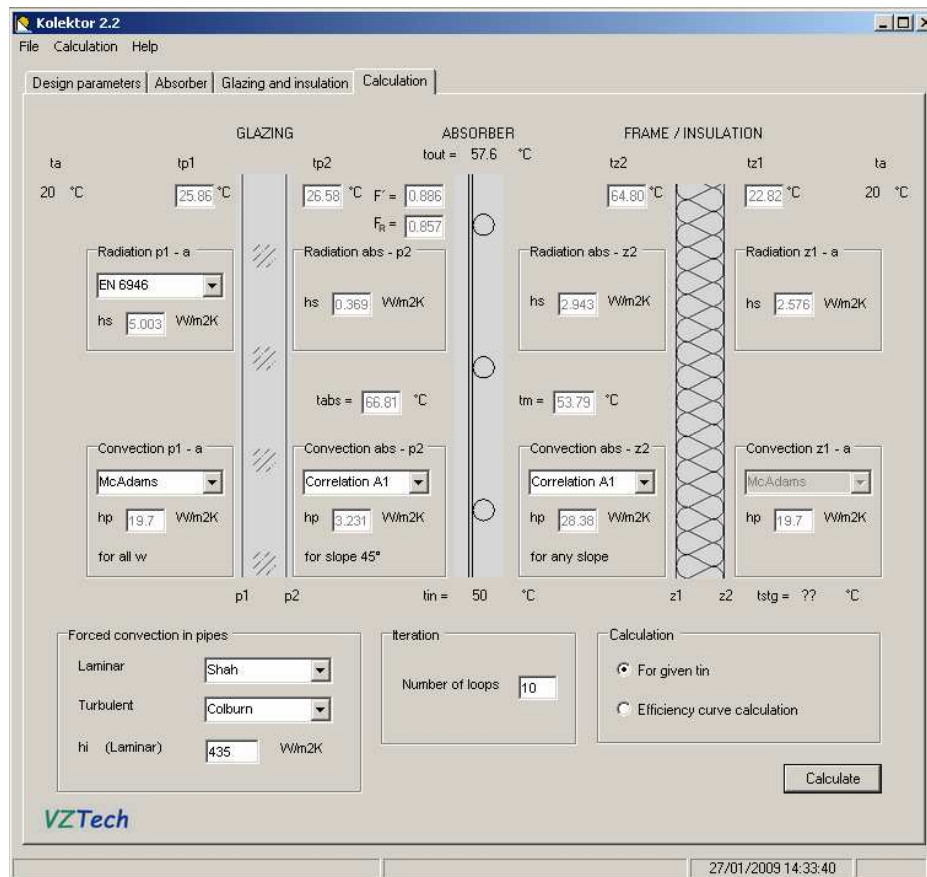 Kolektor 2.2
File Calculation Help
Design parameters Absorber Glazing and insulation Calculation
GLAZING ABSORBER FRAME / INSULATION
ta tp1 tp2 tout = 57.6 °C tz2 tz1 ta
20 °C 25.86 °C 26.58 °C F´ = 0.886 64.80 °C 22.82 °C 20 °C
FR = 0.857
Radiation p1 - a Radiation abs - p2 Radiation abs - z2 Radiation z1 - a
EN 6946
hs 5.003 W/m2K hs 0.369 W/m2K hs 2.943 W/m2K hs 2.576 W/m2K
tabs = 66.81 °C tm = 53.79 °C
Convection p1 - a Convection abs - p2 Convection abs - z2 Convection z1 - a
McAdams Correlation A1 Correlation A1 McAdams
hp 19.7 W/m2K hp 3.231 W/m2K hp 28.38 W/m2K hp 19.7 W/m2K
for all w for slope 45° for any slope
p1 p2 tin = 50 °C z1 z2 tstg = ?? °C
Forced convection in pipes Iteration Calculation
Laminar Shah Number of loops 10 For given tin
Turbulent Colburn Efficiency curve calculation
hi (Laminar) 435 W/m2K
Calculate
VZTech
27/01/2009 14:33:40